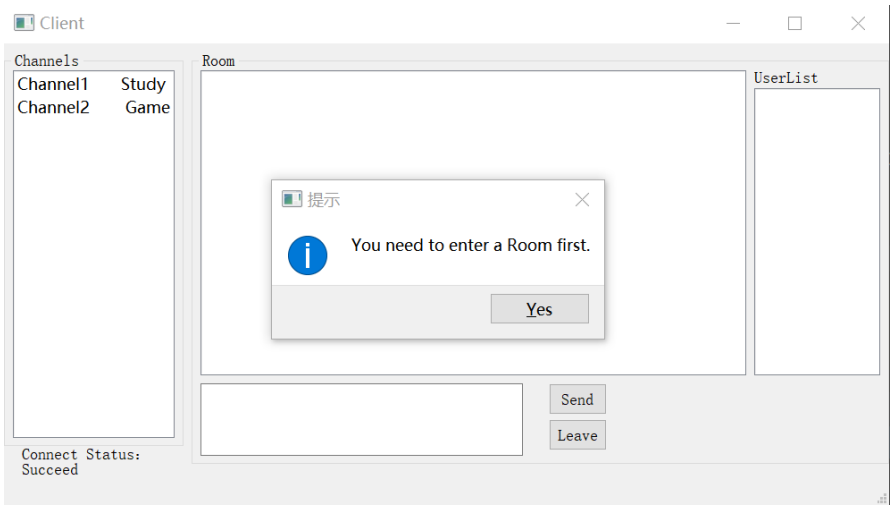 Client
Channels
Channel1 Study
Channel2 Game
Room
UserList
提示
You need to enter a Room first.
Yes
Send
Leave
Connect Status:
Succeed